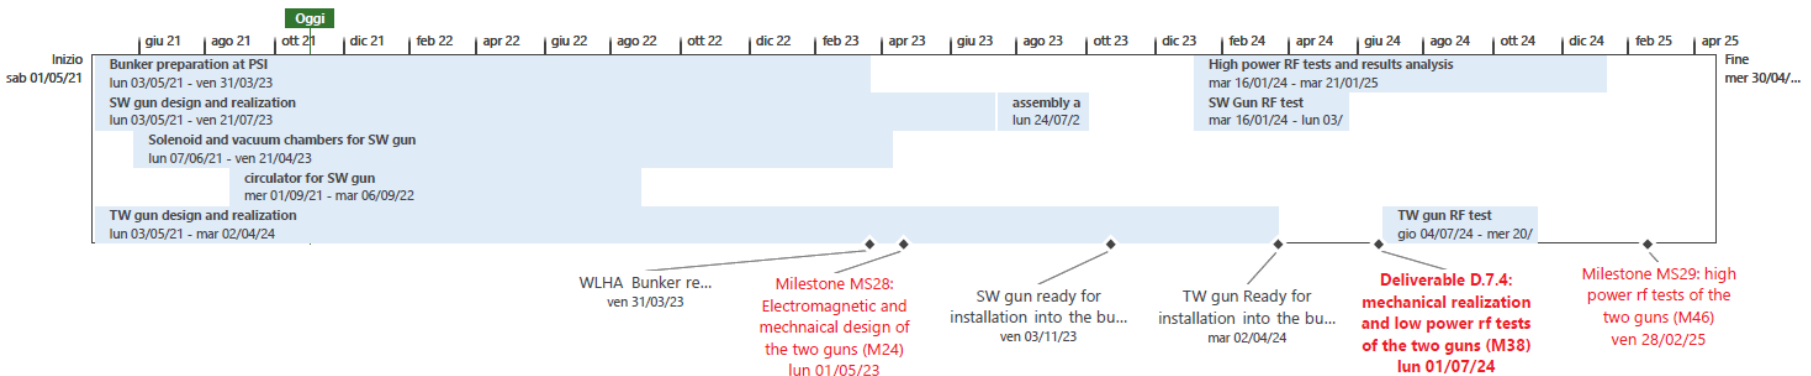 Oggi
giu 21 ago 21 ott 21 dic 21 feb 22 apr 22 giu 22 ago 22 ott 22 dic 22 feb 23 apr 23 giu 23 ago 23 ott 23 dic 23 feb 24 apr 24 giu 24 ago 24 ott 24 dic 24 feb 25 apr 25
Inizio
sab 01/05/21
Fine
mer 30/04/...
Bunker preparation at PSI
lun 03/05/21 - ven 31/03/23
High power RF tests and results analysis
mar 16/01/24 - mar 21/01/25
SW gun design and realization
lun 03/05/21 - ven 21/07/23
assembly a
lun 24/07/2
SW Gun RF test
mar 16/01/24 - lun 03/
Solenoid and vacuum chambers for SW gun
lun 07/06/21 - ven 21/04/23
circulator for SW gun
mer 01/09/21 - mar 06/09/22
TW gun design and realization
lun 03/05/21 - mar 02/04/24
TW gun RF test
gio 04/07/24 - mer 20/
WLHA Bunker re...
ven 31/03/23
Milestone MS28:
Electromagnetic and
mechnaical design of
the two guns (M24)
lun 01/05/23
SW gun ready for
installation into the bu...
ven 03/11/23
TW gun Ready for
installation into the bu...
mar 02/04/24
Deliverable D.7.4:
mechanical realization
and low power rf tests
of the two guns (M38)
lun 01/07/24
Milestone MS29: high
power rf tests of the
two guns (M46)
ven 28/02/25